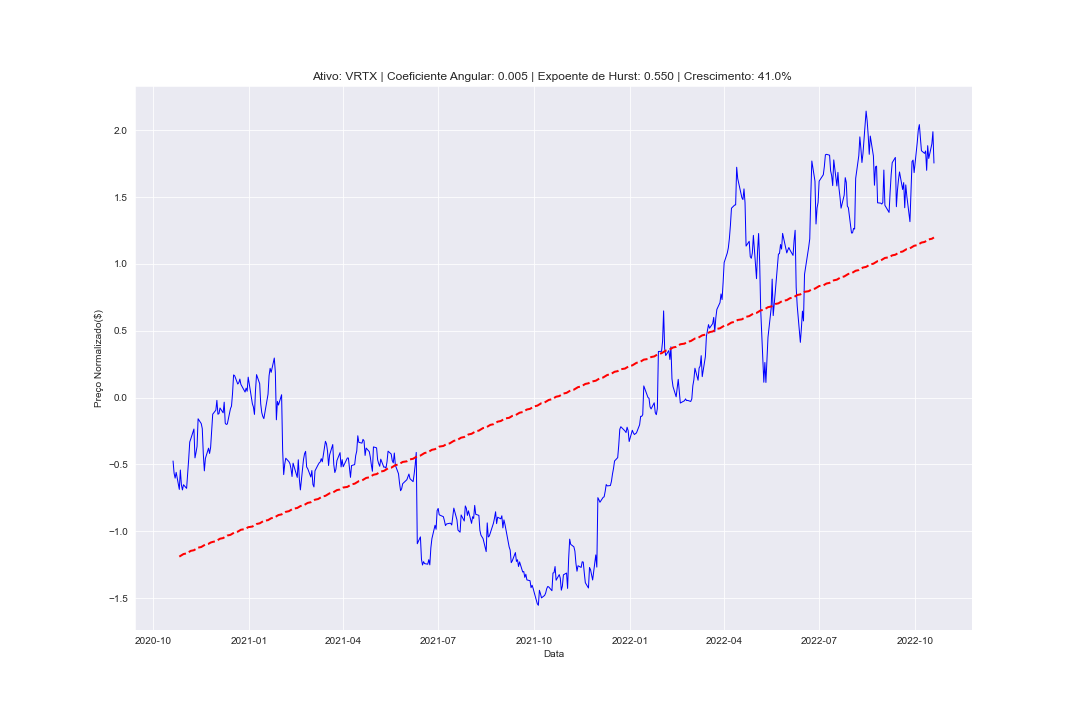 Ativo: VRTX | Coeficiente Angular: 0.005 | Expoente de Hurst: 0.550 | Crescimento: 41.0%
Preço Normalizado($)
2.0
1.5
1.0
0.5
0.0
−0.5
−1.0
−1.5
2020-10 2021-01 2021-04 2021-07 2021-10 2022-01 2022-04 2022-07 2022-10
Data